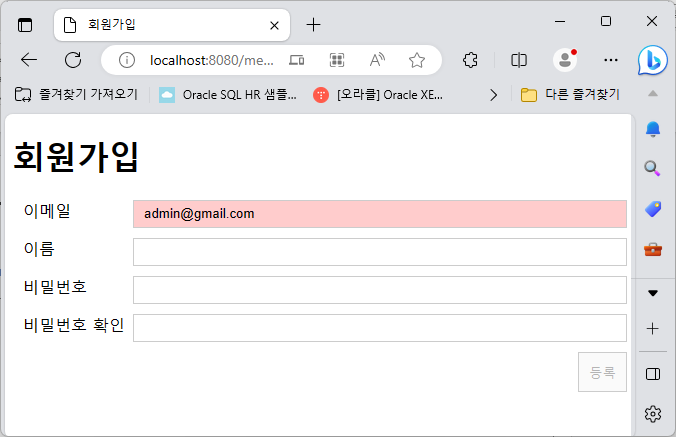 회원가입
localhost:8080/me...
즐겨찾기 가져오기
Oracle SQL HR 샘플...
[오라클] Oracle XE...
다른 즐겨찾기
회원가입
이메일
admin@gmail.com
이름
비밀번호
비밀번호 확인
등록